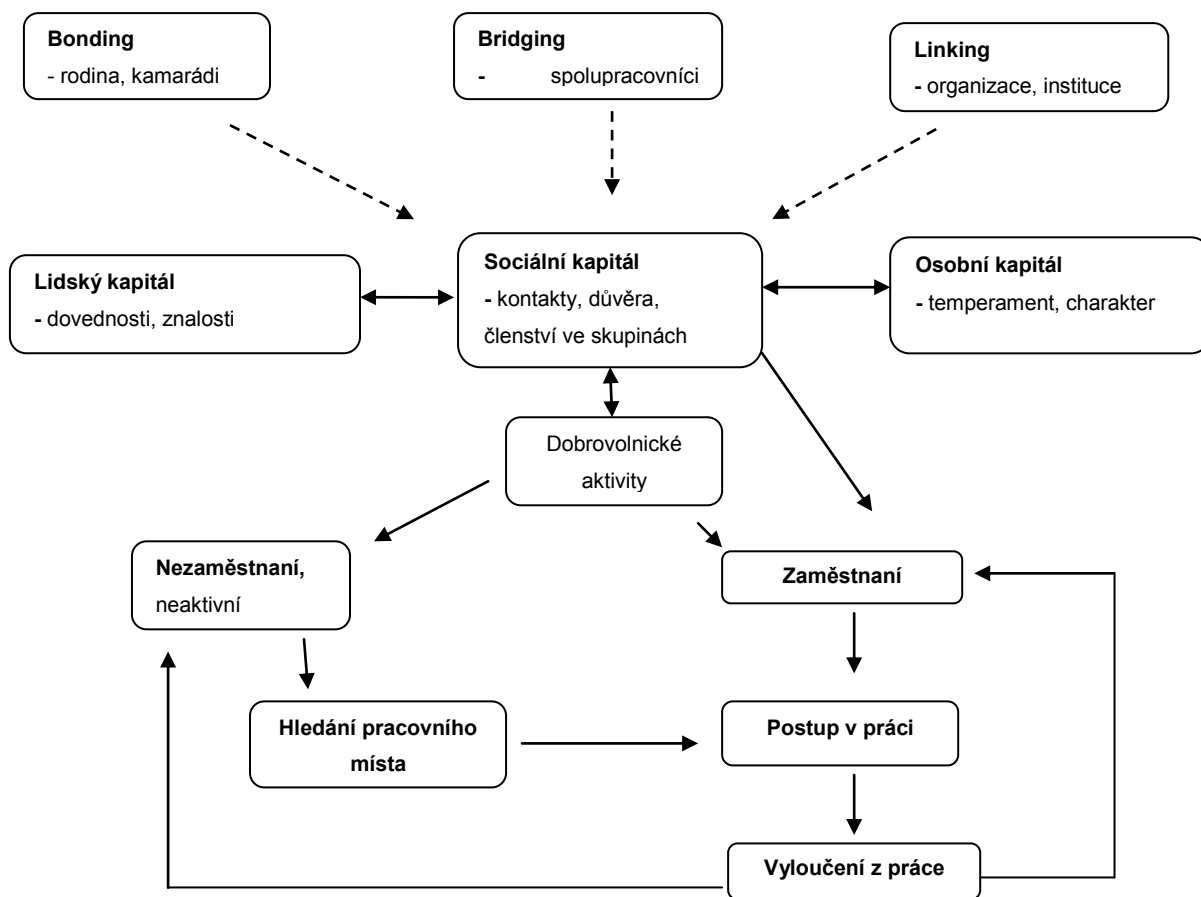 Bonding
- rodina, kamarádi
Bridging
- spolupracovníci
Linking
- organizace, instituce
Lidský kapitál
- dovednosti, znalosti
Sociální kapitál
- kontakty, důvěra,
členství ve skupinách
Osobní kapitál
- temperament, charakter
Dobrovolnické
aktivity
Nezaměstnaní,
neaktivní
Zaměstnaní
Hledání pracovního
místa
Postup v práci
Vyloučení z práce